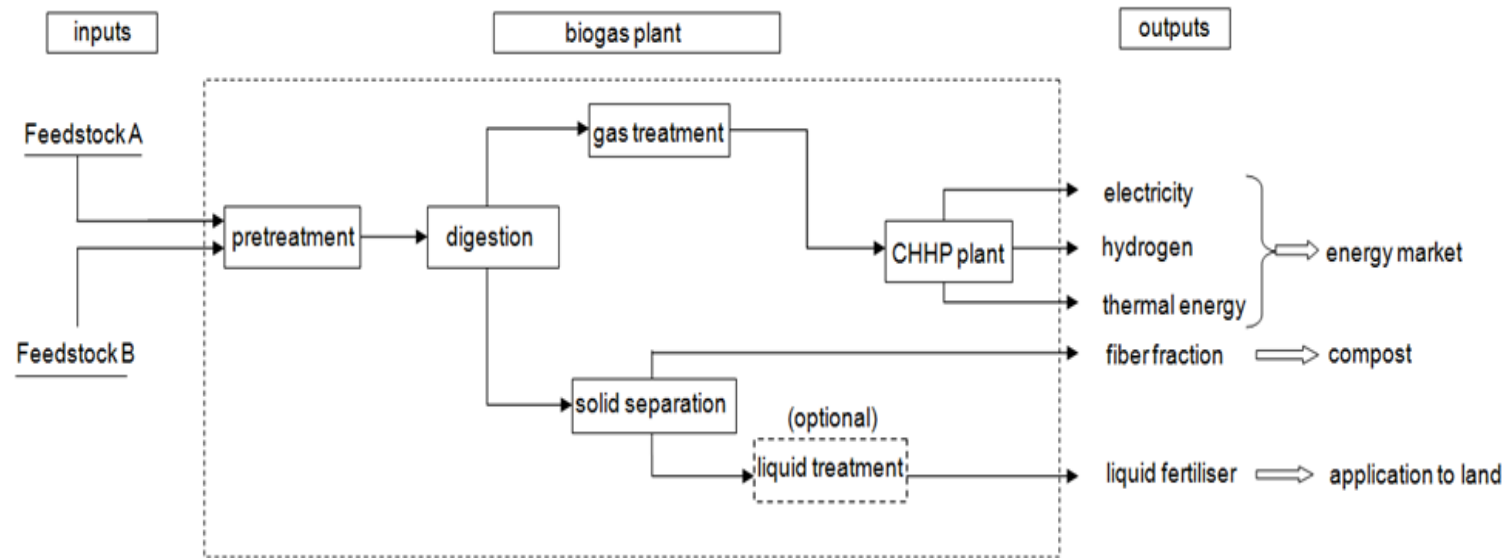 inputs
biogas plant
outputs
Feedstock A
gas treatment
electricity
pretreatment
digestion
CHHP plant
hydrogen
energy market
thermal energy
Feedstock B
fiber fraction
compost
solid separation
(optional)
liquid treatment
liquid fertiliser
application to land